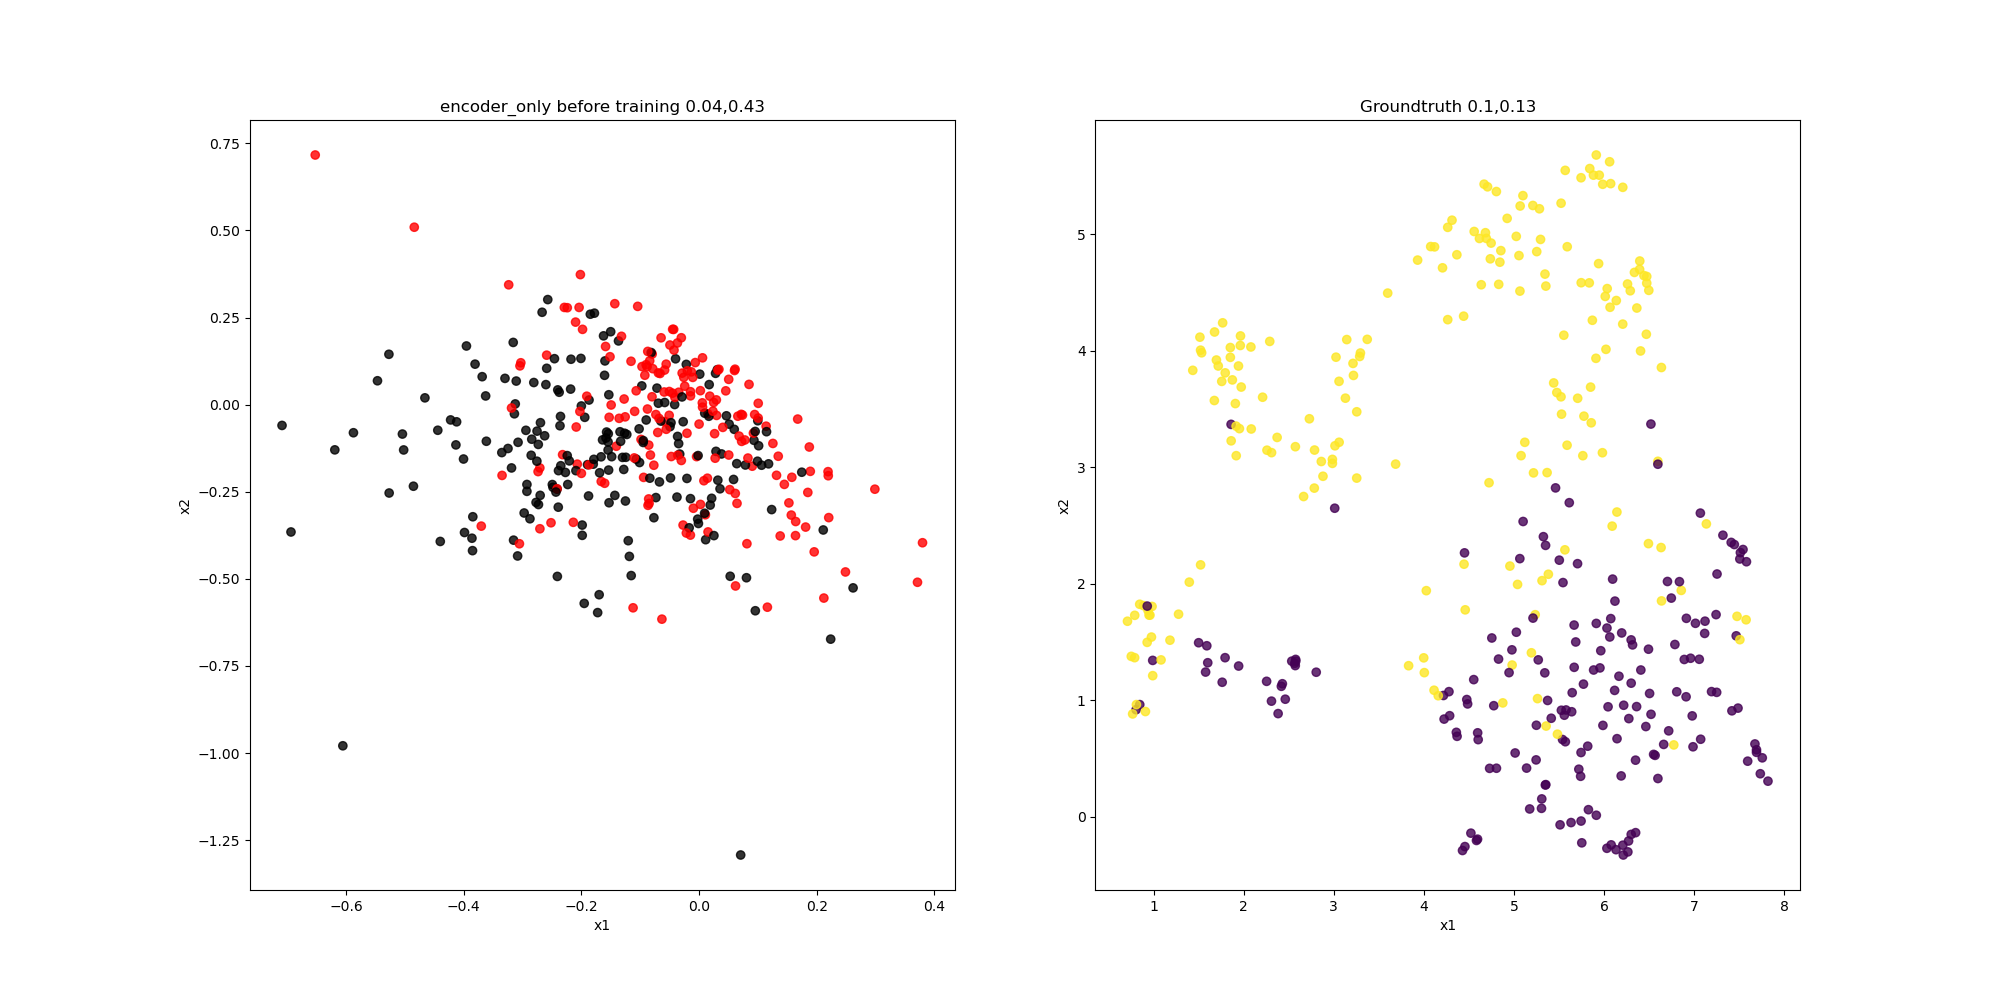 encoder_only before training 0.04,0.43
0.75
0.50
0.25
0.00
−0.25
−0.50
−0.75
−1.00
−1.25
x2
−0.6 −0.4 −0.2 0.0 0.2 0.4
x1
Groundtruth 0.1,0.13
5
4
3
2
1
0
x2
1 2 3 4 5 6 7 8
x1